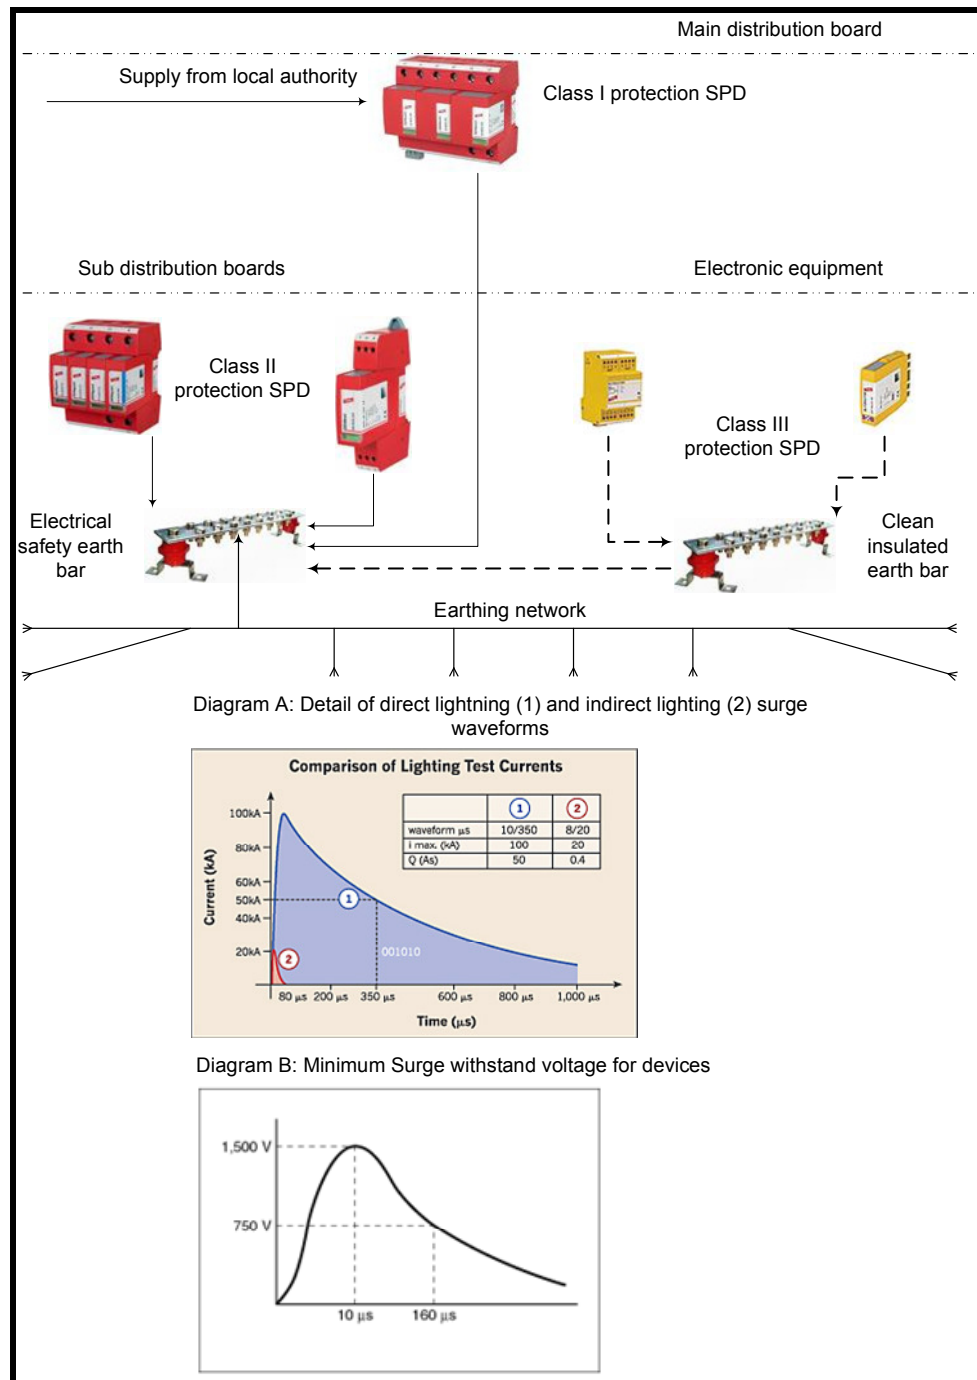 Main distribution board
Supply from local authority
Class I protection SPD
Sub distribution boards
Electronic equipment
Class II
protection SPD
Class III
protection SPD
Electrical
safety earth
bar
Clean
insulated
earth bar
Earthing network
Diagram A: Detail of direct lightning (1) and indirect lighting (2) surge
waveforms
Comparison of Lighting Test Currents
1 2
waveform µs 10/350 8/20
i max. (kA) 100 20
Q (As) 50 0.4
Current (kA)
100kA
80kA
60kA
50kA
40kA
20kA
1
2
001010
80 µs 200 µs 350 µs 600 µs 800 µs 1,000 µs
Time (µs)
Diagram B: Minimum Surge withstand voltage for devices
1,500 V
750 V
10 µs 160 µs